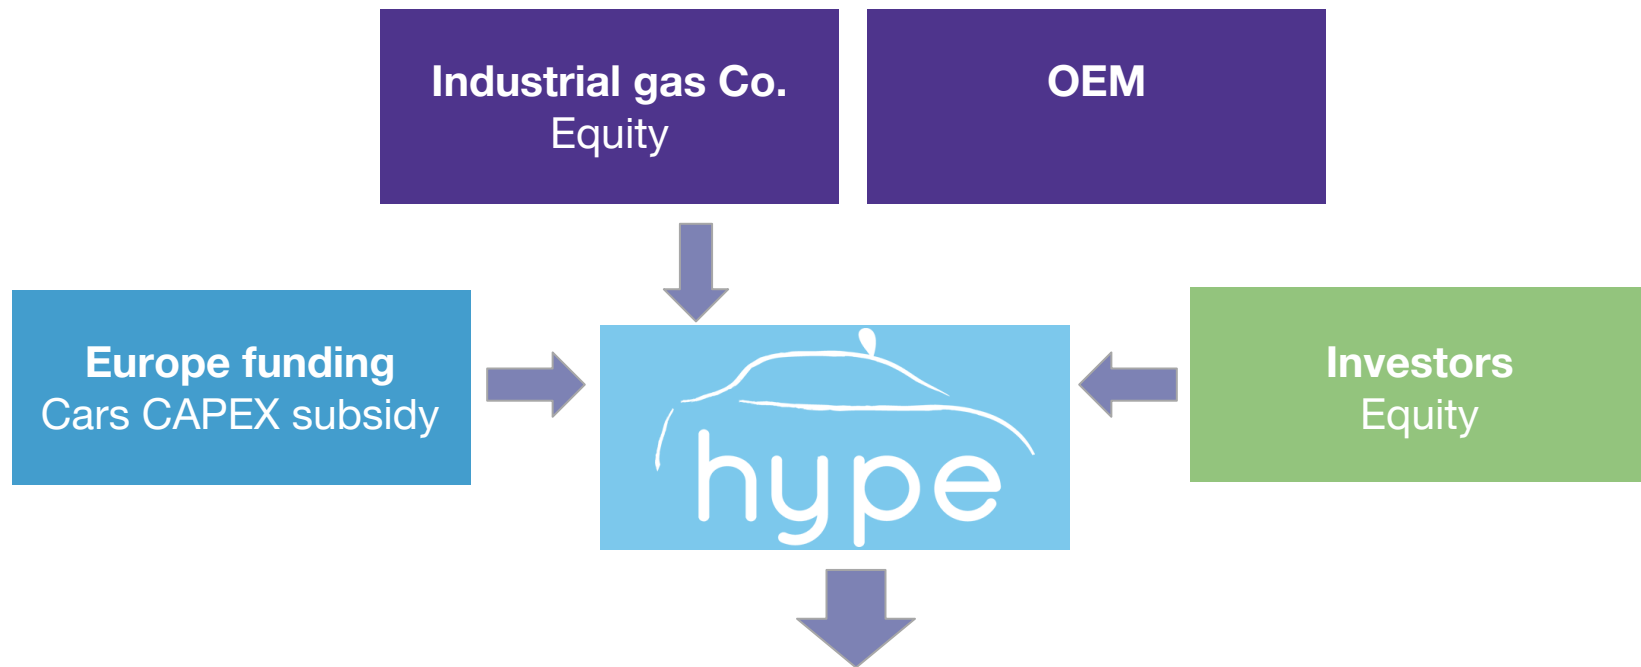 Industrial gas Co.
Equity
OEM
Europe funding
Cars CAPEX subsidy
hype
Investors
Equity